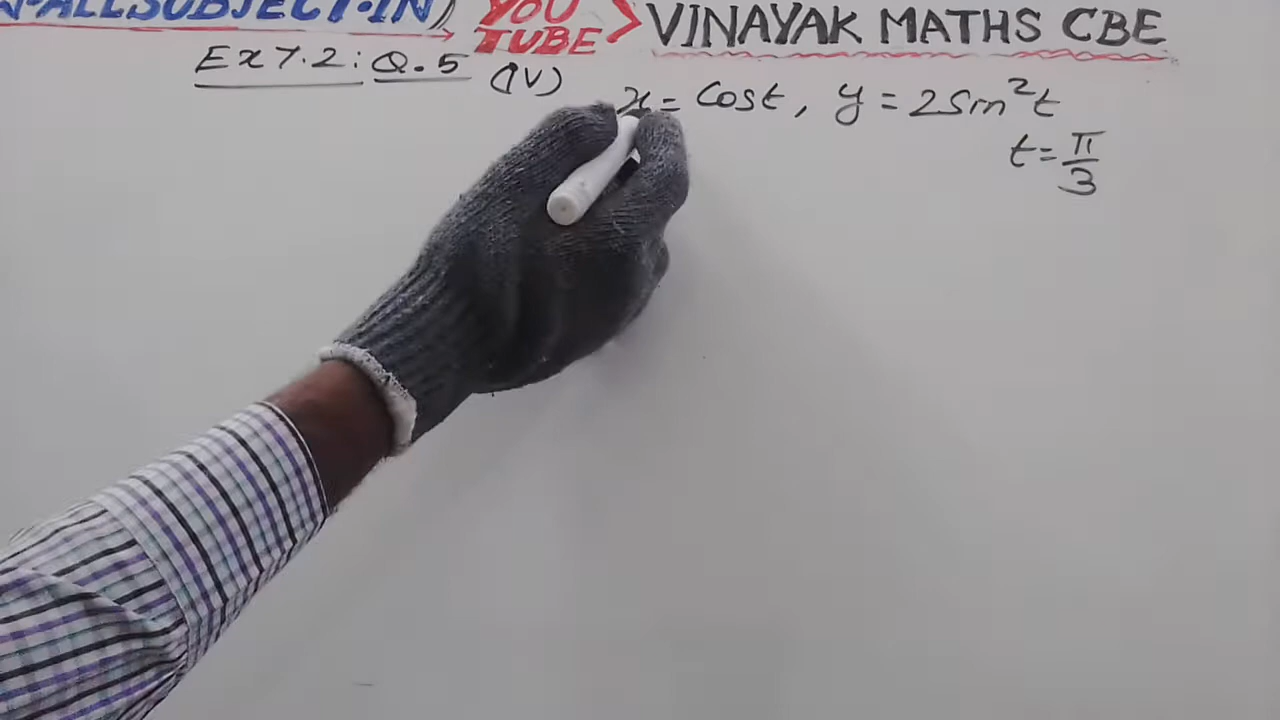 N-ALLSUBJECT-IN) YOU TUBE > VINAYAK MATHS CBE
Ex 7.2 : Q.5 (IV) x = Cost, y = 2Sin²t
t = π/3